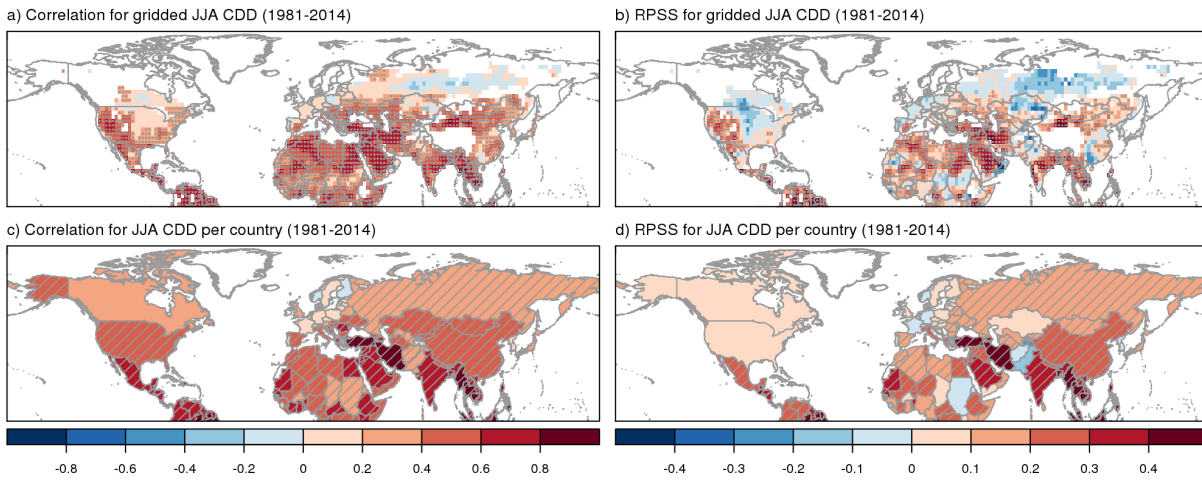 a) Correlation for gridded JJA CDD (1981-2014)
b) RPSS for gridded JJA CDD (1981-2014)
c) Correlation for JJA CDD per country (1981-2014)
d) RPSS for JJA CDD per country (1981-2014)
-0.8 -0.6 -0.4 -0.2 0 0.2 0.4 0.6 0.8
-0.4 -0.3 -0.2 -0.1 0 0.1 0.2 0.3 0.4